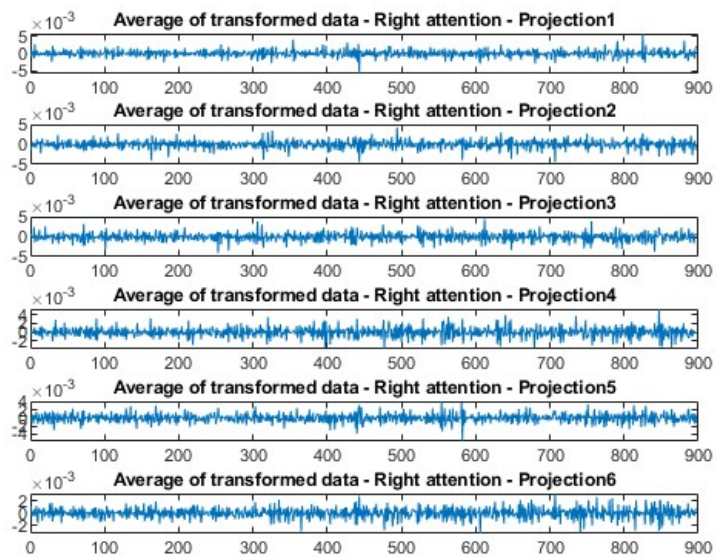 ×10⁻³ Average of transformed data - Right attention - Projection1
5
0
-5
0 100 200 300 400 500 600 700 800 900
×10⁻³ Average of transformed data - Right attention - Projection2
5
0
-5
0 100 200 300 400 500 600 700 800 900
×10⁻³ Average of transformed data - Right attention - Projection3
5
0
-5
0 100 200 300 400 500 600 700 800 900
×10⁻³ Average of transformed data - Right attention - Projection4
4
2
0
-2
0 100 200 300 400 500 600 700 800 900
×10⁻³ Average of transformed data - Right attention - Projection5
4
2
0
-2
-4
0 100 200 300 400 500 600 700 800 900
×10⁻³ Average of transformed data - Right attention - Projection6
2
0
-2
0 100 200 300 400 500 600 700 800 900